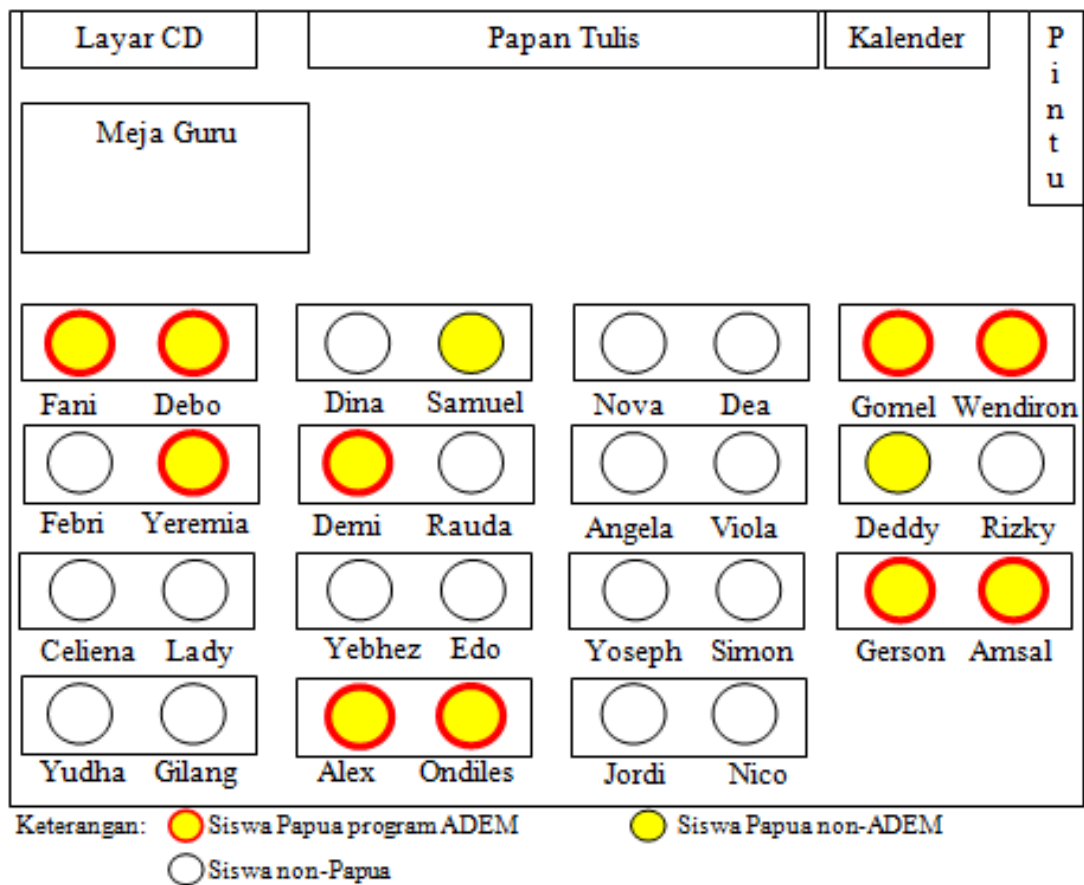 Layar CD Papan Tulis Kalender Pintu
Meja Guru
Fani Debo Dina Samuel Nova Dea Gomel Wendiron
Febri Yeremia Demi Rauda Angela Viola Deddy Rizky
Celiena Lady Yebhez Edo Yoseph Simon Gerson Amsal
Yudha Gilang Alex Ondiles Jordi Nico
Keterangan: Siswa Papua program ADEM Siswa Papua non-ADEM
Siswa non-Papua